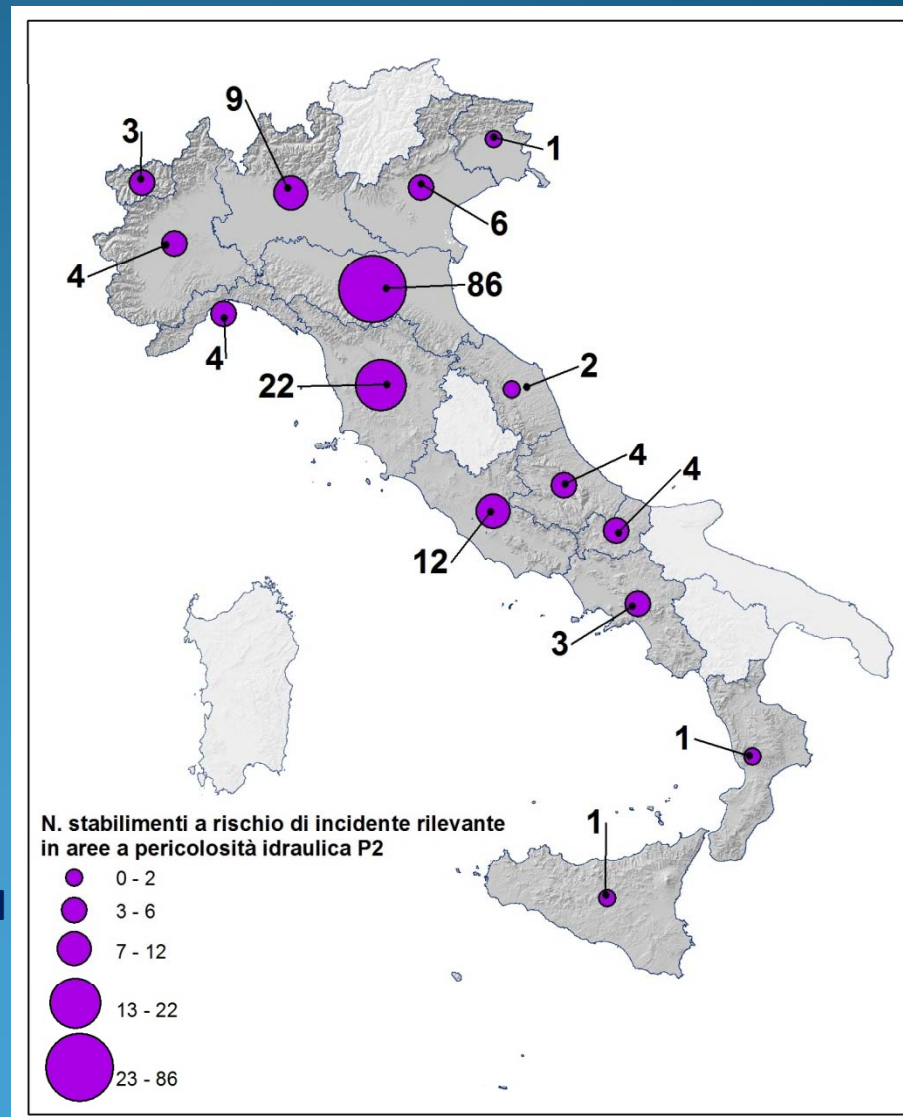 9
3
1
6
4
86
4
2
22
4
4
12
3
1
1
N. stabilimenti a rischio di incidente rilevante
in aree a pericolosità idraulica P2
0 - 2
3 - 6
7 - 12
13 - 22
23 - 86